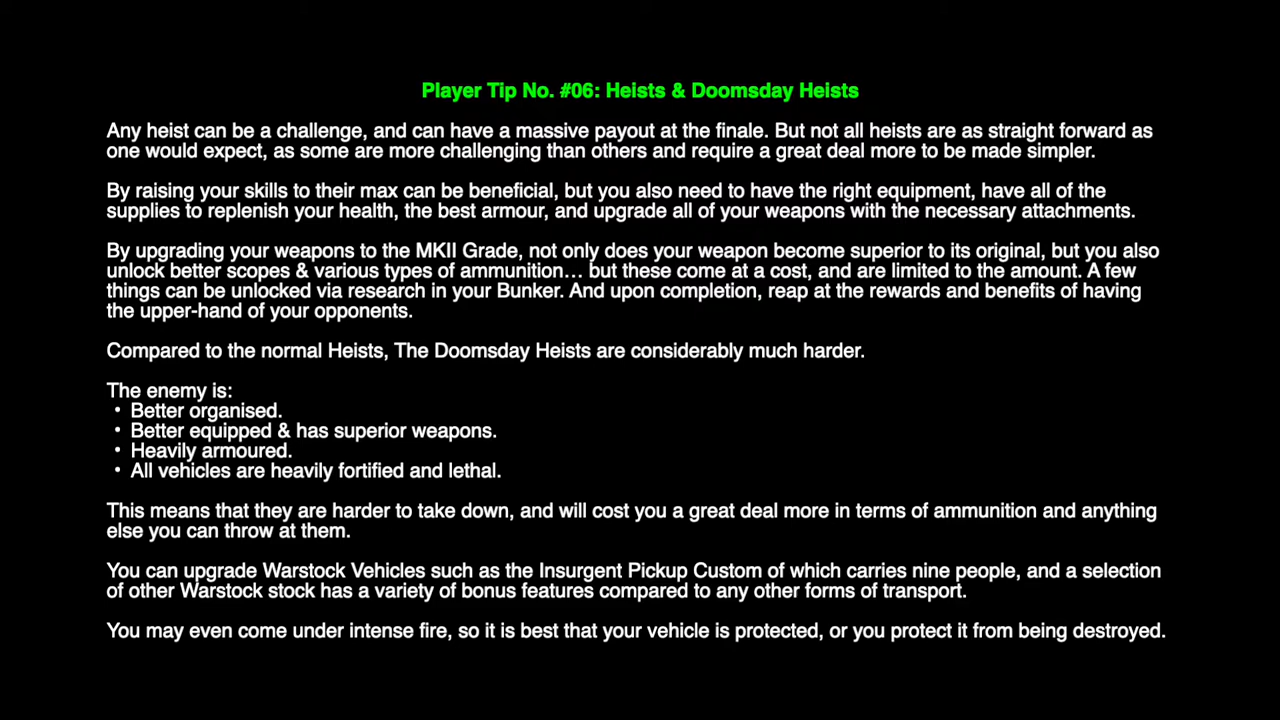 Player Tip No. #06: Heists & Doomsday Heists
Any heist can be a challenge, and can have a massive payout at the finale. But not all heists are as straight forward as
one would expect, as some are more challenging than others and require a great deal more to be made simpler.
By raising your skills to their max can be beneficial, but you also need to have the right equipment, have all of the
supplies to replenish your health, the best armour, and upgrade all of your weapons with the necessary attachments.
By upgrading your weapons to the MKII Grade, not only does your weapon become superior to its original, but you also
unlock better scopes & various types of ammunition… but these come at a cost, and are limited to the amount. A few
things can be unlocked via research in your Bunker. And upon completion, reap at the rewards and benefits of having
the upper-hand of your opponents.
Compared to the normal Heists, The Doomsday Heists are considerably much harder.
The enemy is:
• Better organised.
• Better equipped & has superior weapons.
• Heavily armoured.
• All vehicles are heavily fortified and lethal.
This means that they are harder to take down, and will cost you a great deal more in terms of ammunition and anything
else you can throw at them.
You can upgrade Warstock Vehicles such as the Insurgent Pickup Custom of which carries nine people, and a selection
of other Warstock stock has a variety of bonus features compared to any other forms of transport.
You may even come under intense fire, so it is best that your vehicle is protected, or you protect it from being destroyed.